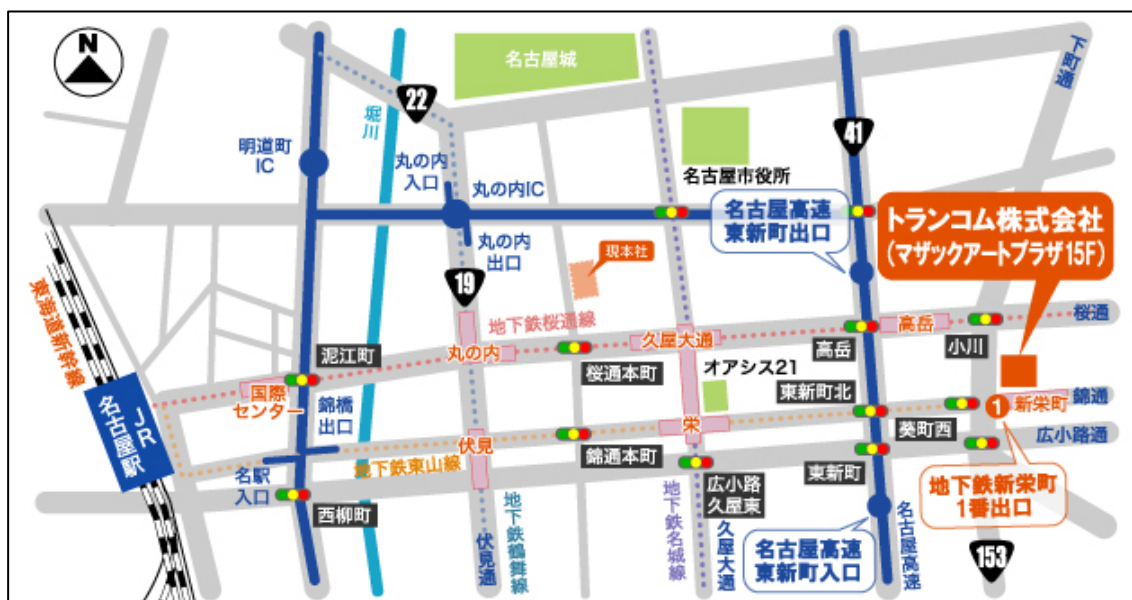 N
名古屋城
22
堀川
明道町
IC
丸の内
入口
丸の内IC
丸の内
出口
名古屋市役所
41
下町通
名古屋高速
東新町出口
トランコム株式会社
(マザックアートプラザ15F)
現本社
19
東海道新幹線
地下鉄桜通線
桜通
高岳
小川
高岳
久屋大通
丸の内
泥江町
桜通本町
オアシス21
国際
センター
JR
名古屋駅
錦橋
出口
東新町北
1
新栄町
錦通
葵町西
広小路通
栄
伏見
地下鉄東山線
錦通本町
名駅
入口
西柳町
広小路
久屋東
東新町
地下鉄新栄町
1番出口
伏見通
地下鉄鶴舞線
地下鉄名城線
久屋大通
名古屋高速
東新町入口
名古屋高速
153